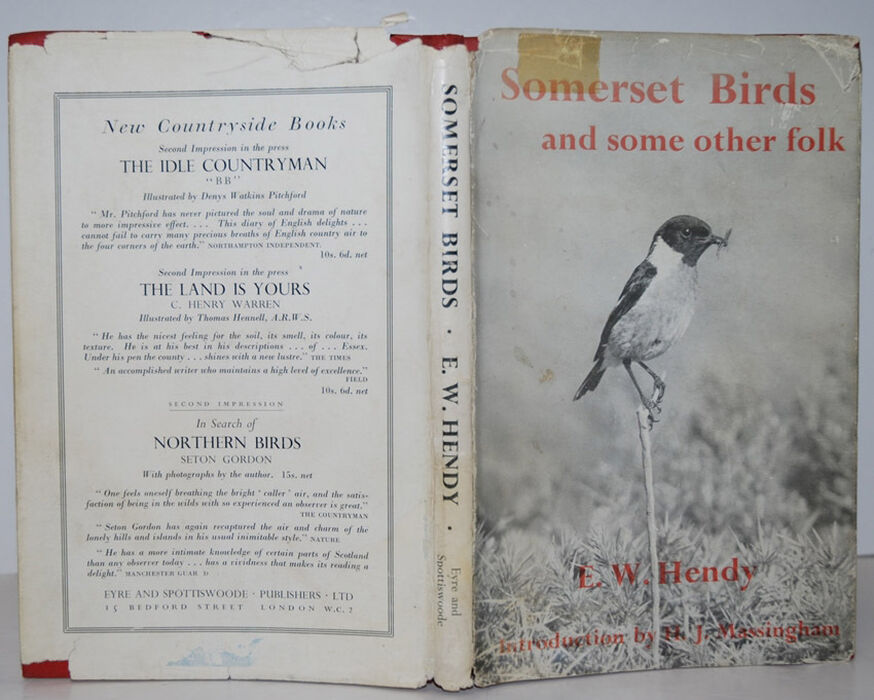 New Countryside Books
Second Impression in the press
THE IDLE COUNTRYMAN
"BB"
Illustrated by Denys Watkins Pitchford
"Mr. Pitchford has never pictured the soul and drama of nature
to more impressive effect. . . . This diary of English delights . . .
cannot fail to carry many precious breaths of English country air to
the four corners of the earth." NORTHAMPTON INDEPENDENT.
10s. 6d. net
Second Impression in the press
THE LAND IS YOURS
C. HENRY WARREN
Illustrated by Thomas Hennell, A.R.W.S.
"He has the nicest feeling for the soil, its smell, its colour, its
texture. He is at his best in his descriptions . . . of . . . Essex.
Under his pen the county . . . shines with a new lustre." THE TIMES
"An accomplished writer who maintains a high level of excellence."
FIELD
10s. 6d. net
SECOND IMPRESSION
In Search of
NORTHERN BIRDS
SETON GORDON
With photographs by the author. 15s. net
"One feels oneself breathing the bright 'caller' air, and the satis-
faction of being in the wilds with so experienced an observer is great."
THE COUNTRYMAN
"Seton Gordon has again recaptured the air and charm of the
lonely hills and islands in his usual inimitable style." NATURE
"He has a more intimate knowledge of certain parts of Scotland
than any observer today . . . has a vividness that makes its reading a
delight." MANCHESTER GUAR D
EYRE AND SPOTTISWOODE · PUBLISHERS · LTD
15 BEDFORD STREET LONDON W.C.2
SOMERSET BIRDS · E. W. HENDY ·
Eyre and
Spottiswoode
Somerset Birds
and some other folk
E. W. Hendy
Introduction by H. J. Massingham